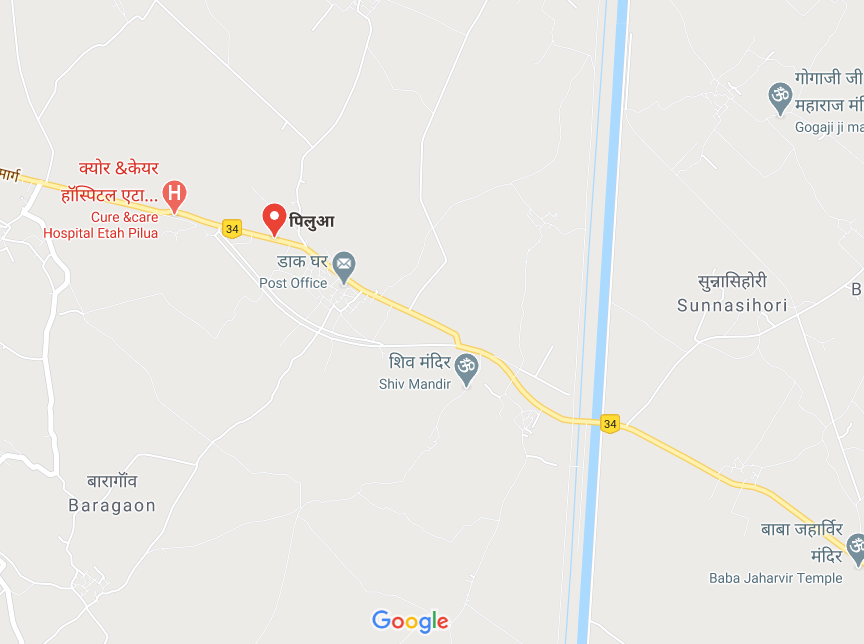 गोगाजी जी
महाराज मंदि
Gogaji ji ma
मार्ग
क्योर &केयर
हॉस्पिटल एटा...
Cure &care
Hospital Etah Pilua
34
पिलुआ
डाक घर
Post Office
सुन्नासिहोरी
Sunnasihori
B
शिव मंदिर
Shiv Mandir
34
बारागॉंव
Baragaon
बाबा जहार्विर
मंदिर
Baba Jaharvir Temple
Google